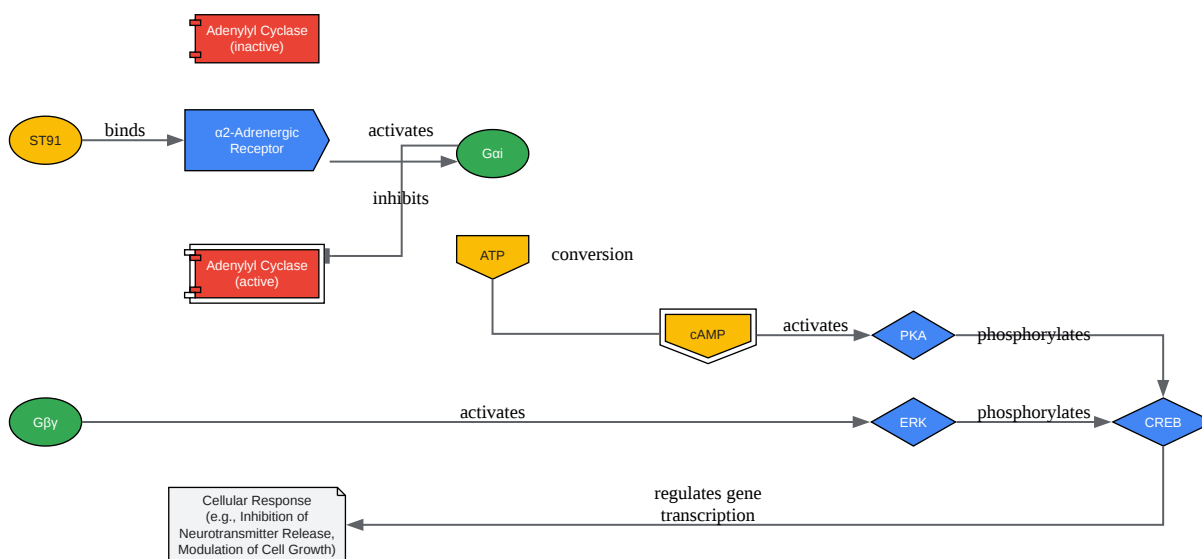 Adenylyl Cyclase
(inactive)
ST91
binds
α2-Adrenergic
Receptor
activates
Gαi
inhibits
Adenylyl Cyclase
(active)
ATP
conversion
cAMP
activates
PKA
phosphorylates
Gβγ
activates
ERK
phosphorylates
CREB
regulates gene
transcription
Cellular Response
(e.g., Inhibition of
Neurotransmitter Release,
Modulation of Cell Growth)